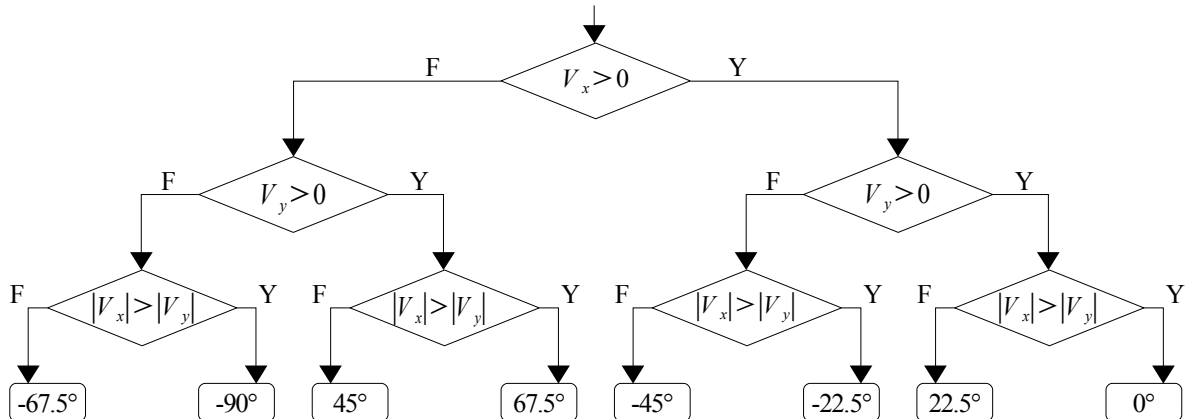 F Y
V_x>0
F Y F Y
V_y>0 V_y>0
F Y F Y F Y F Y
|V_x|>|V_y| |V_x|>|V_y| |V_x|>|V_y| |V_x|>|V_y|
-67.5° -90° 45° 67.5° -45° -22.5° 22.5° 0°